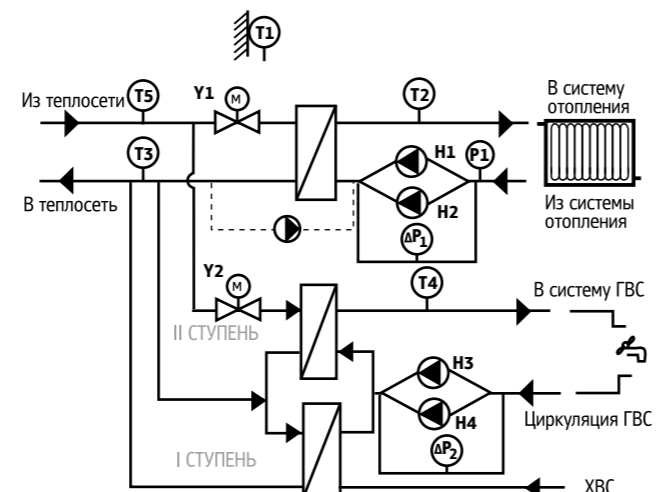 T1
Из теплосети
T5
Y1
M
T2
В систему
отопления
T3
H1
P1
В теплосеть
H2
Из системы
отопления
ΔP1
Y2
M
T4
В систему ГВС
II СТУПЕНЬ
H3
H4
Циркуляция ГВС
ΔP2
I СТУПЕНЬ
ХВС